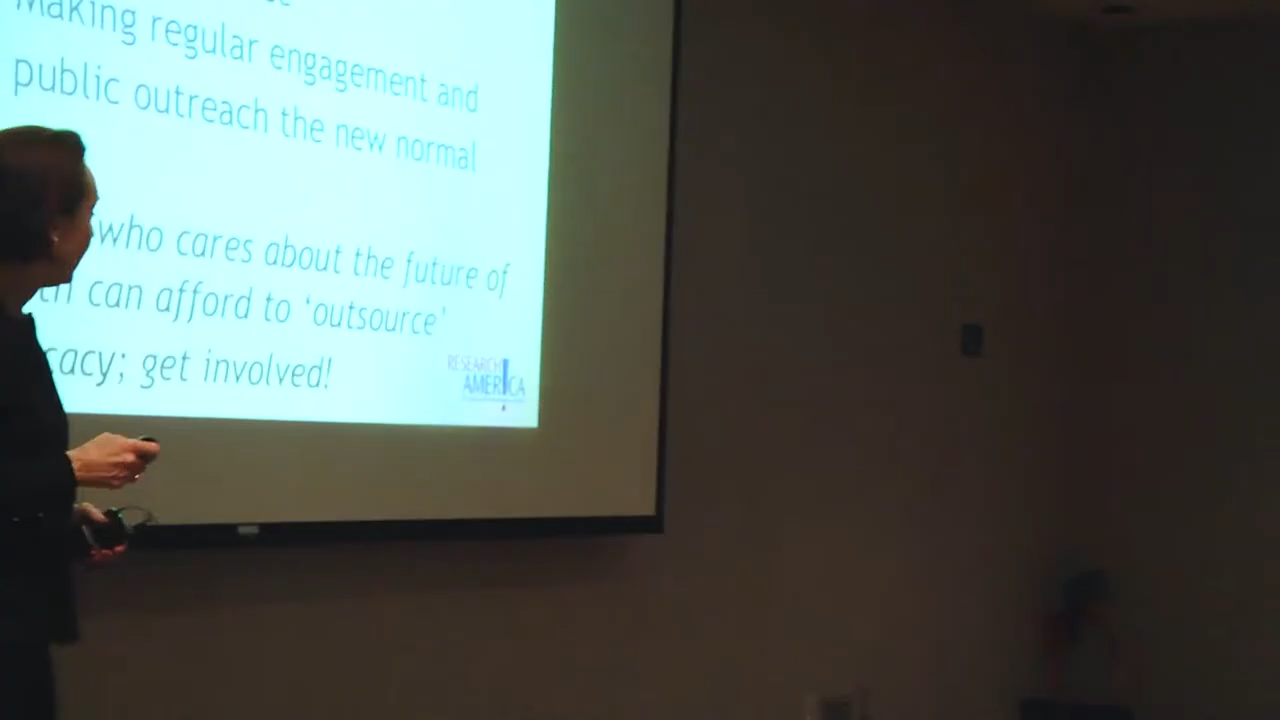 Making regular engagement and
public outreach the new normal
who cares about the future of
can afford to ‘outsource’
get involved!
RESEARCH
AMERICA